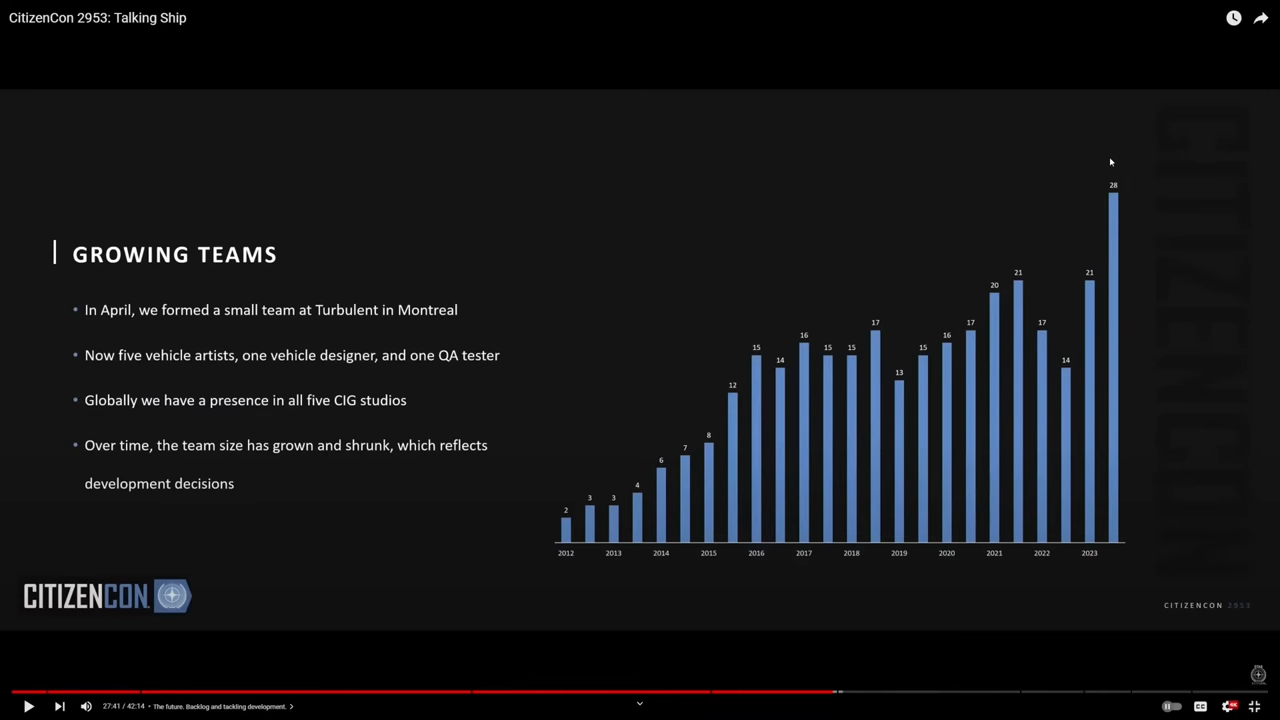 CitizenCon 2953: Talking Ship
GROWING TEAMS
• In April, we formed a small team at Turbulent in Montreal
• Now five vehicle artists, one vehicle designer, and one QA tester
• Globally we have a presence in all five CIG studios
• Over time, the team size has grown and shrunk, which reflects
development decisions
2 3 3 4 6 7 8 12 15 14 16 15 15 17 13 15 16 17 20 21 17 14 21 28
2012 2013 2014 2015 2016 2017 2018 2019 2020 2021 2022 2023
CITIZENCON
CITIZENCON
CITIZENCON 2953
27:41 / 42:14 • The future. Backlog and tackling development. >
CC